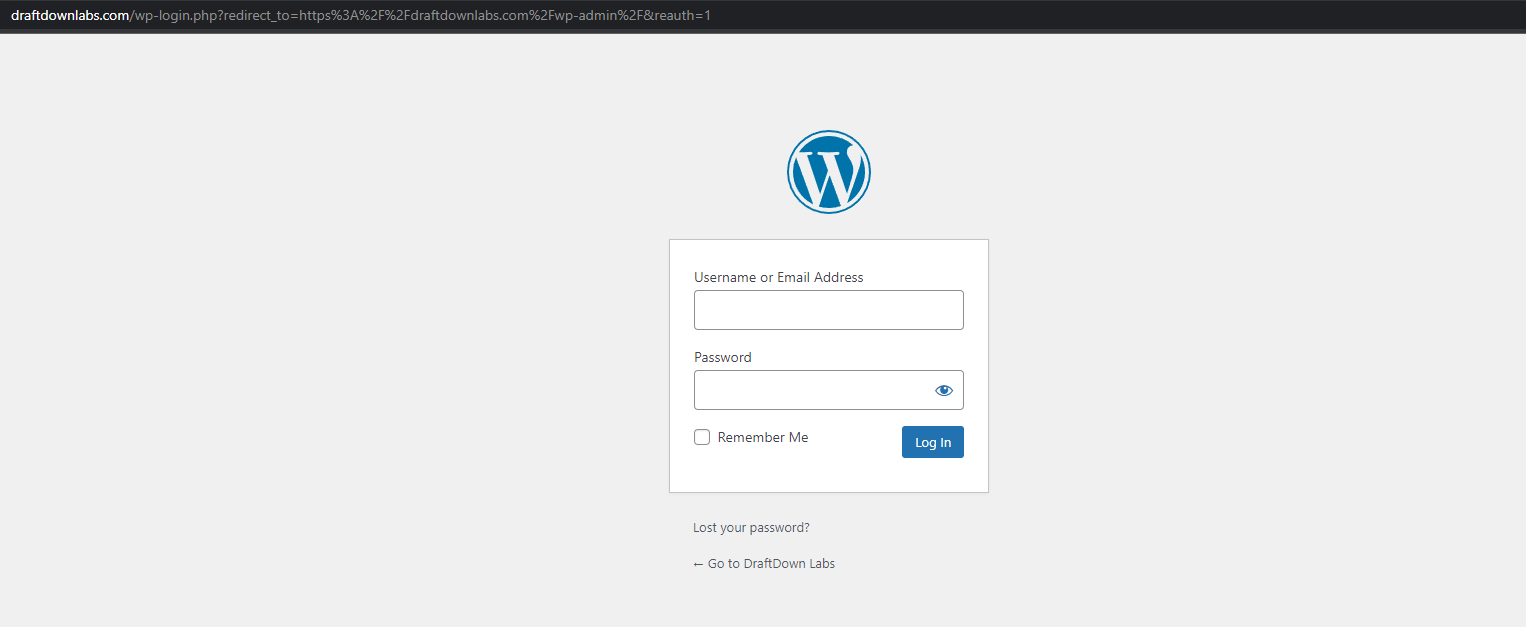 draftdownlabs.com/wp-login.php?redirect_to=https%3A%2F%2Fdraftdownlabs.com%2Fwp-admin%2F&reauth=1
W
Username or Email Address
Password
Remember Me
Log In
Lost your password?
← Go to DraftDown Labs